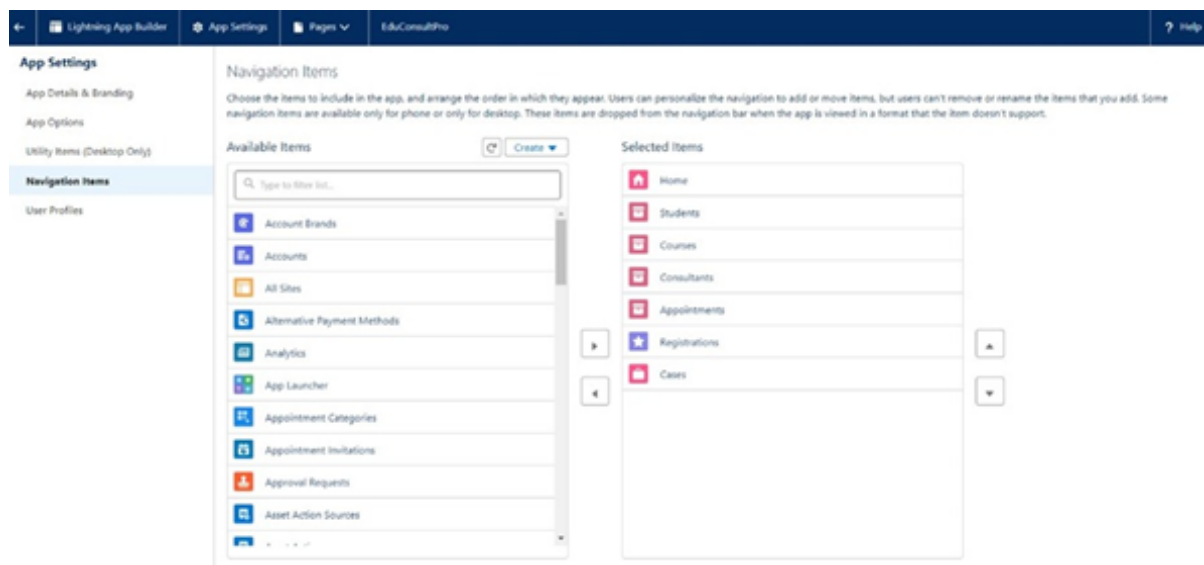 Lightning App Builder
App Settings
Pages
EduConsultPro
? Help
App Settings
App Details & Branding
App Options
Utility Items (Desktop Only)
Navigation Items
User Profiles
Navigation Items
Choose the items to include in the app, and arrange the order in which they appear. Users can personalize the navigation to add or move items, but users can't remove or rename the items that you add. Some
navigation items are available only for phone or only for desktop. These items are dropped from the navigation bar when the app is viewed in a format that the item doesn't support.
Available Items
Create
Type to filter list...
Account Brands
Accounts
All Sites
Alternative Payment Methods
Analytics
App Launcher
Appointment Categories
Appointment Invitations
Approval Requests
Asset Action Sources
Selected Items
Home
Students
Courses
Consultants
Appointments
Registrations
Cases